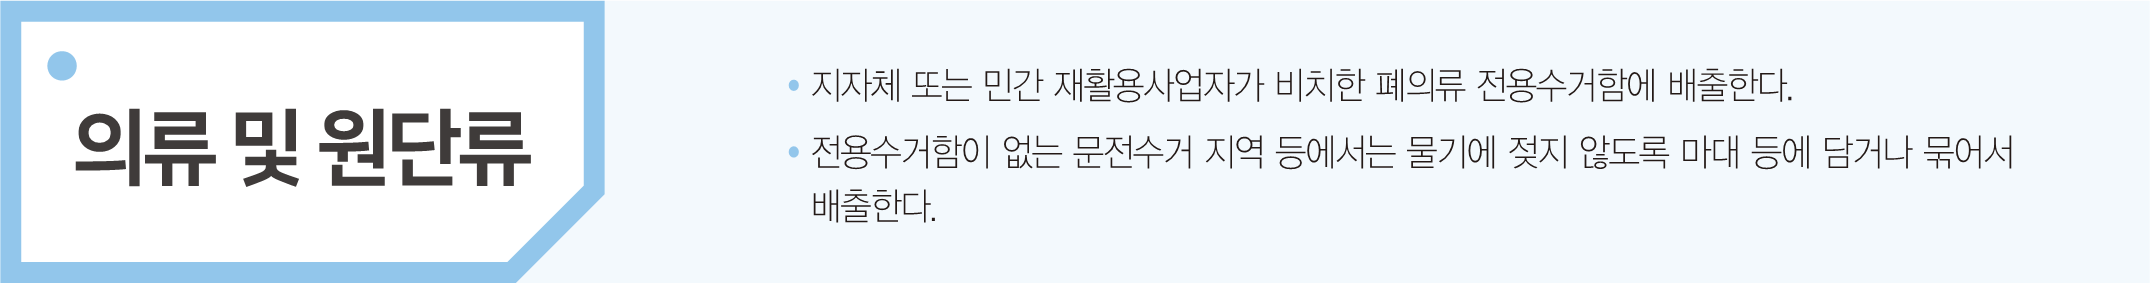 의류 및 원단류
• 지자체 또는 민간 재활용사업자가 비치한 폐의류 전용수거함에 배출한다.
• 전용수거함이 없는 문전수거 지역 등에서는 물기에 젖지 않도록 마대 등에 담거나 묶어서
배출한다.